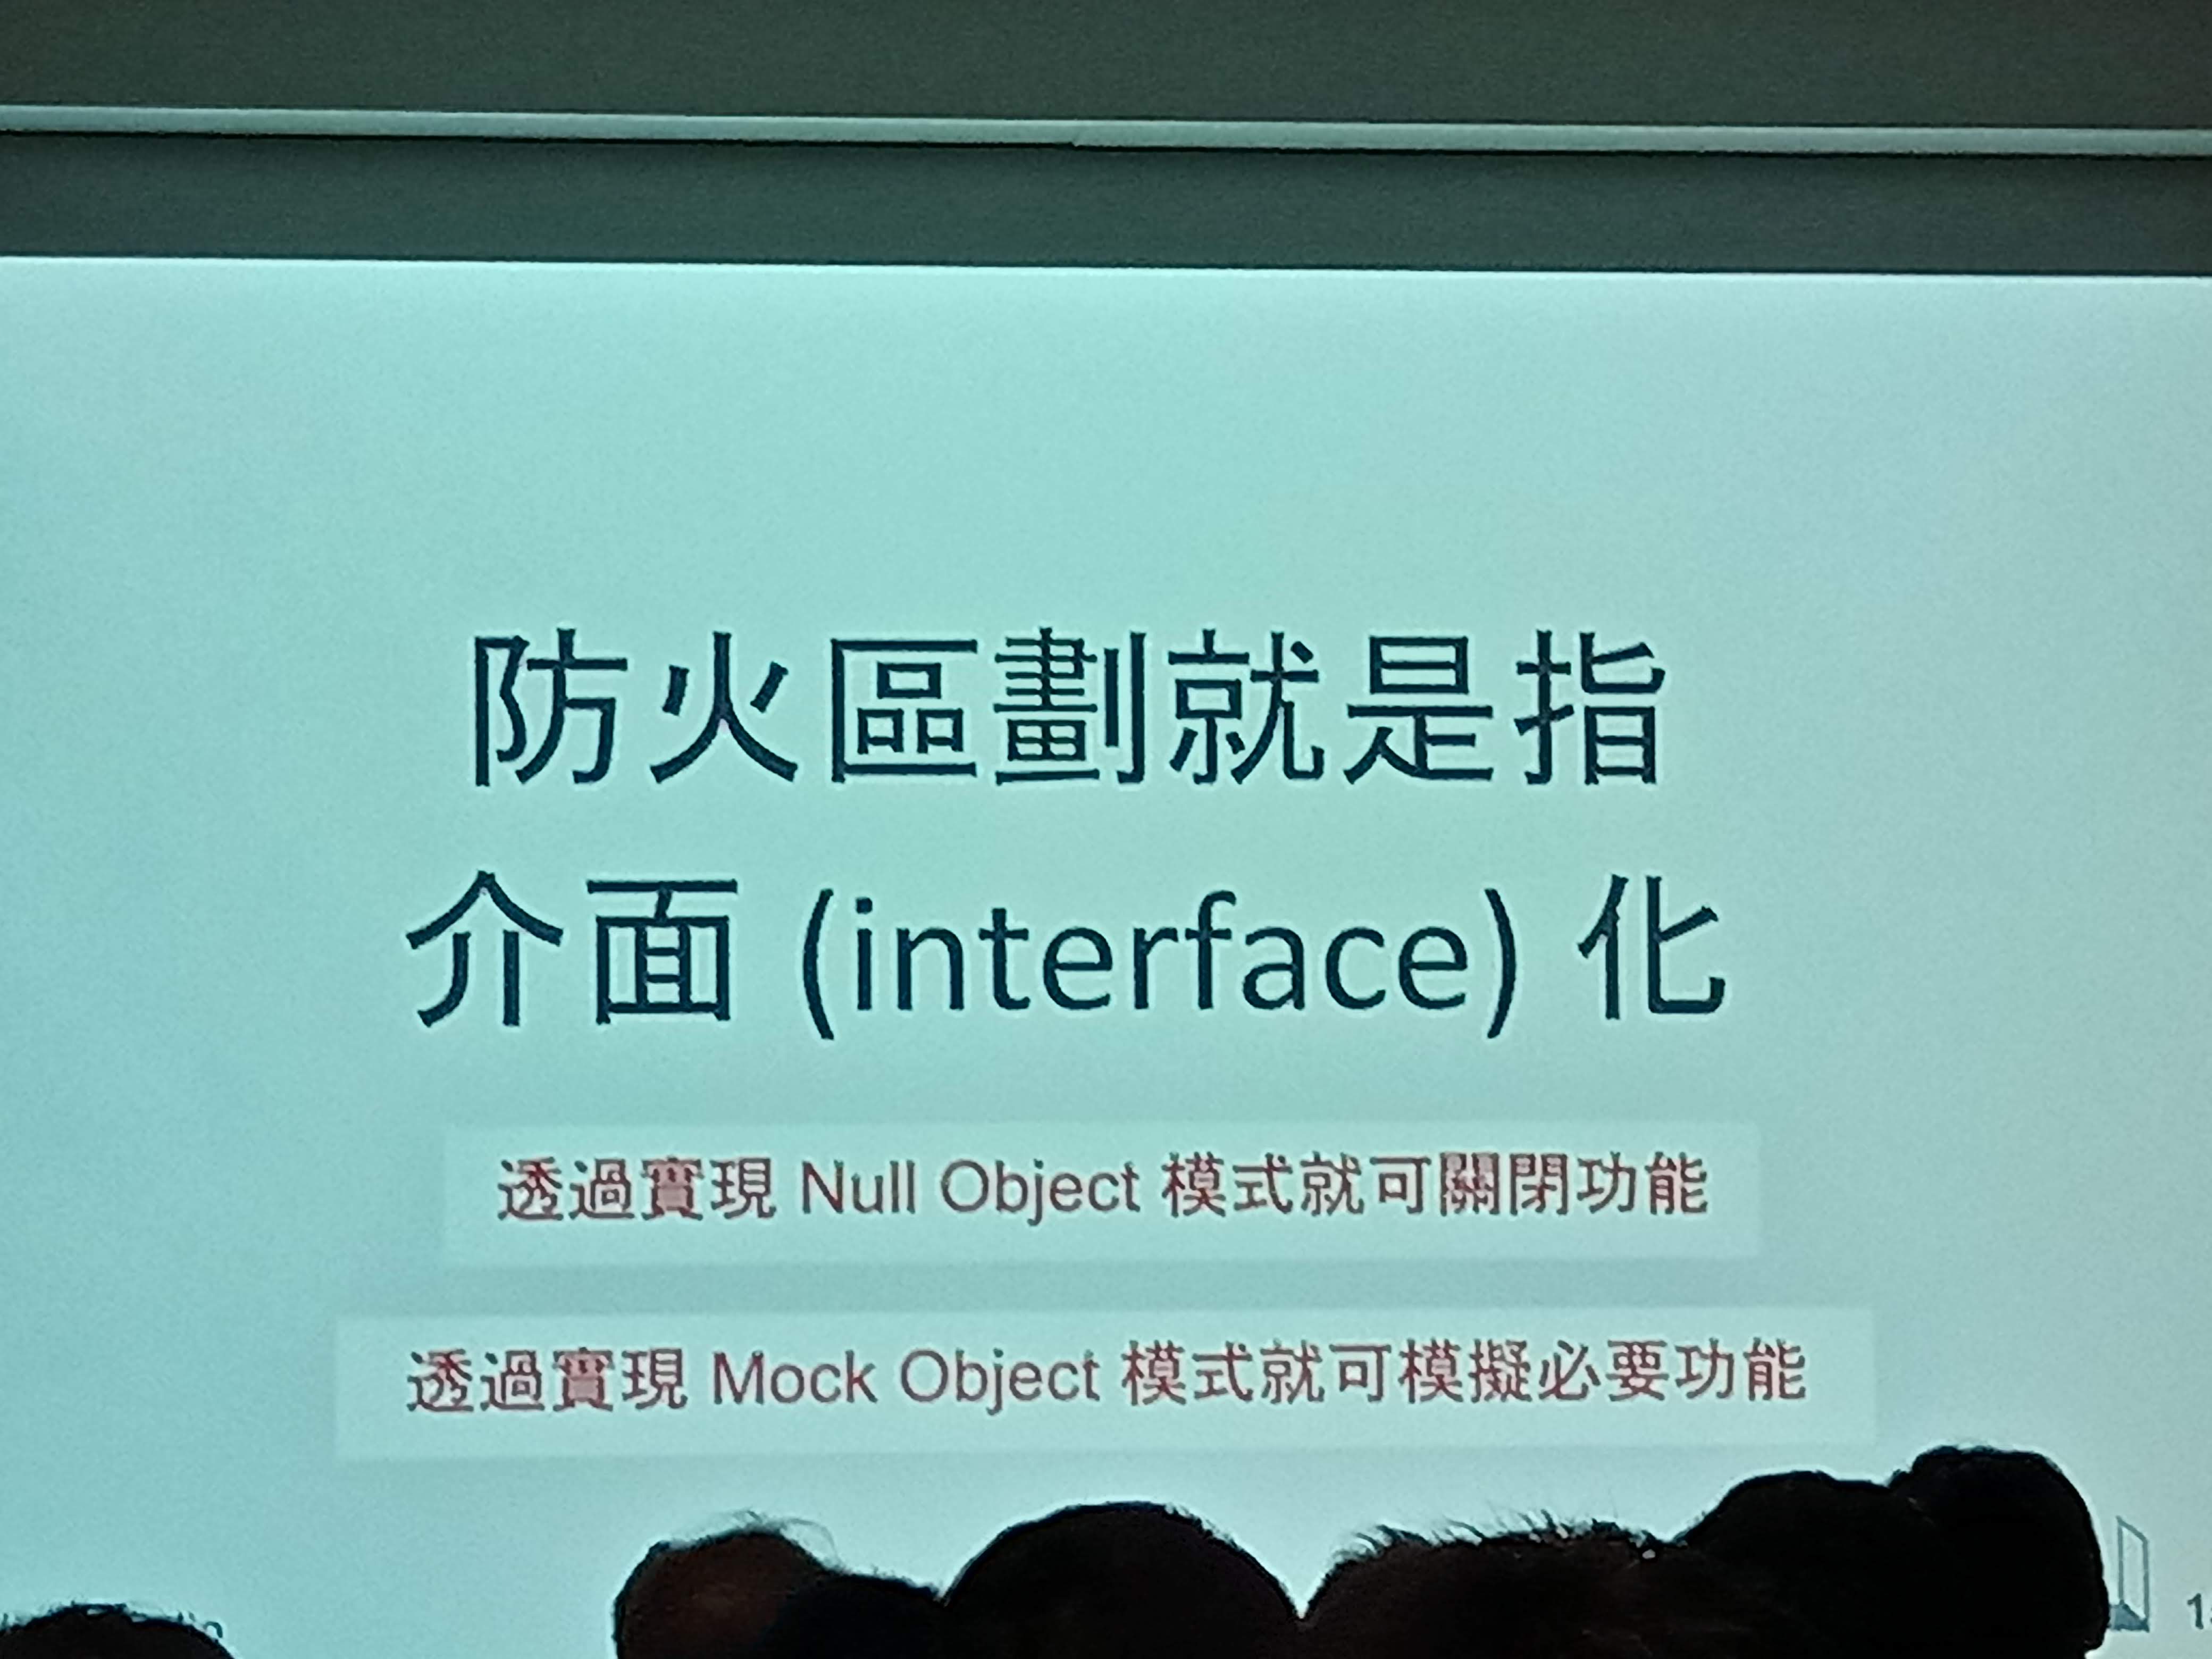 防火區劃就是指
介面 (interface) 化
透過實現 Null Object 模式就可關閉功能
透過實現 Mock Object 模式就可模擬必要功能